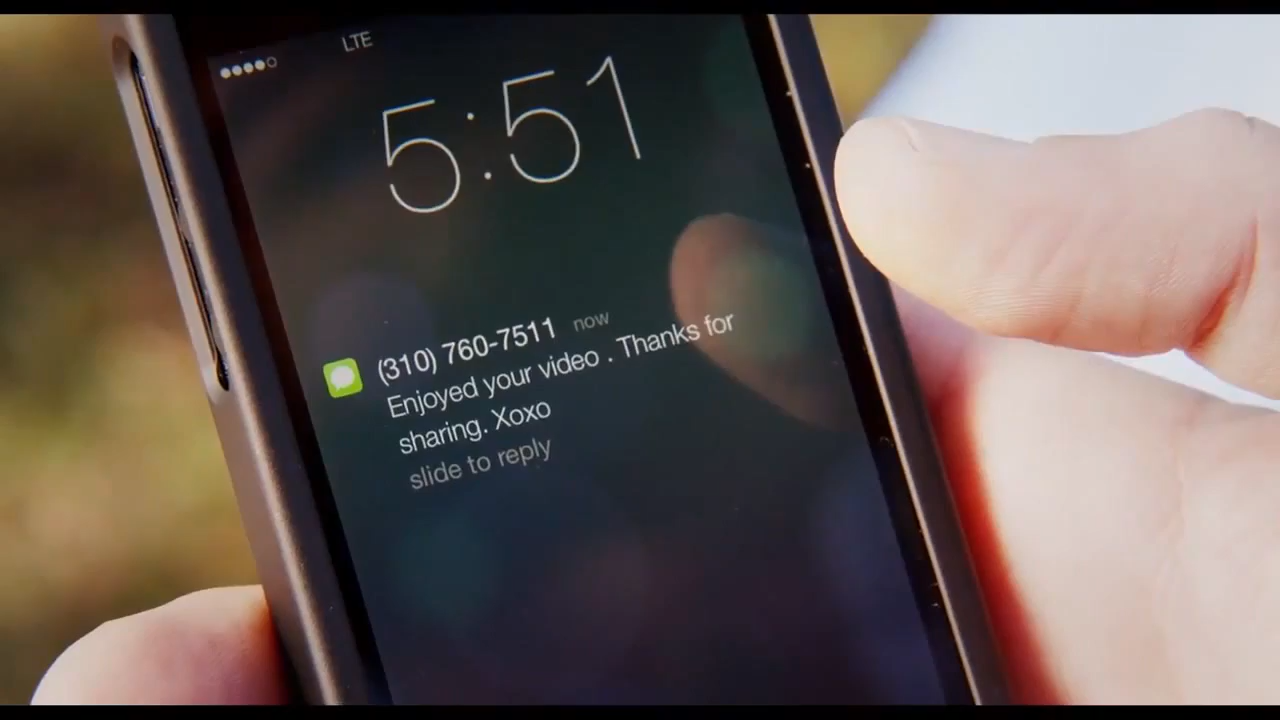 LTE
5:51
(310) 760-7511 now
Enjoyed your video . Thanks for
sharing. Xoxo
slide to reply